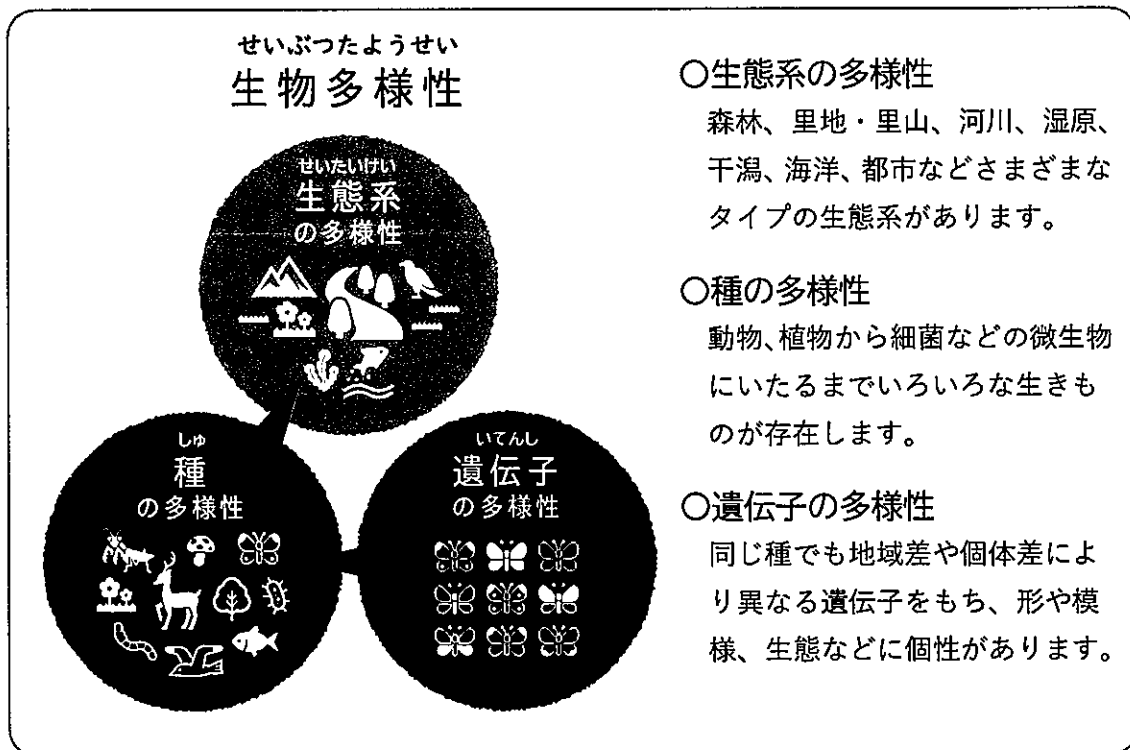 せいぶつたようせい
生物多様性
せいたいけい
生態系
の多様性
しゅ
種
の多様性
いてんし
遺伝子
の多様性
○生態系の多様性
森林、里地・里山、河川、湿原、
干潟、海洋、都市などさまざまな
タイプの生態系があります。
○種の多様性
動物、植物から細菌などの微生物
にいたるまでいろいろな生きも
のが存在します。
○遺伝子の多様性
同じ種でも地域差や個体差によ
り異なる遺伝子をもち、形や模
様、生態などに個性があります。